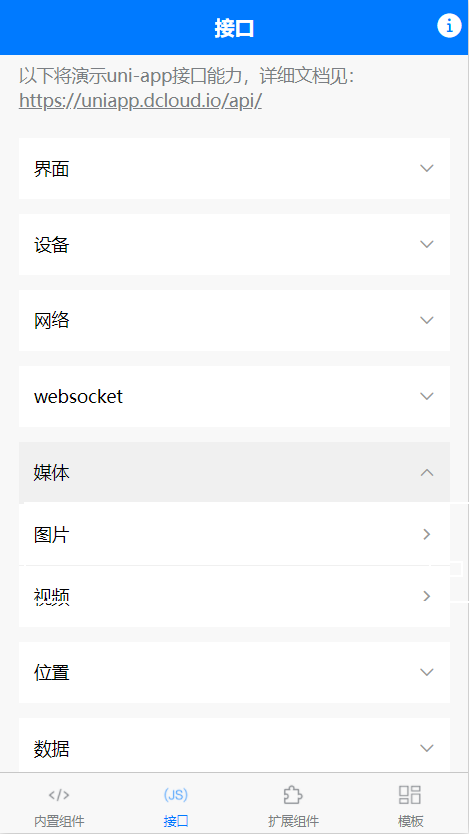 接口
以下将演示uni-app接口能力，详细文档见：
https://uniapp.dcloud.io/api/
界面
设备
网络
websocket
媒体
图片
视频
位置
数据
内置组件
(JS)
接口
扩展组件
模板